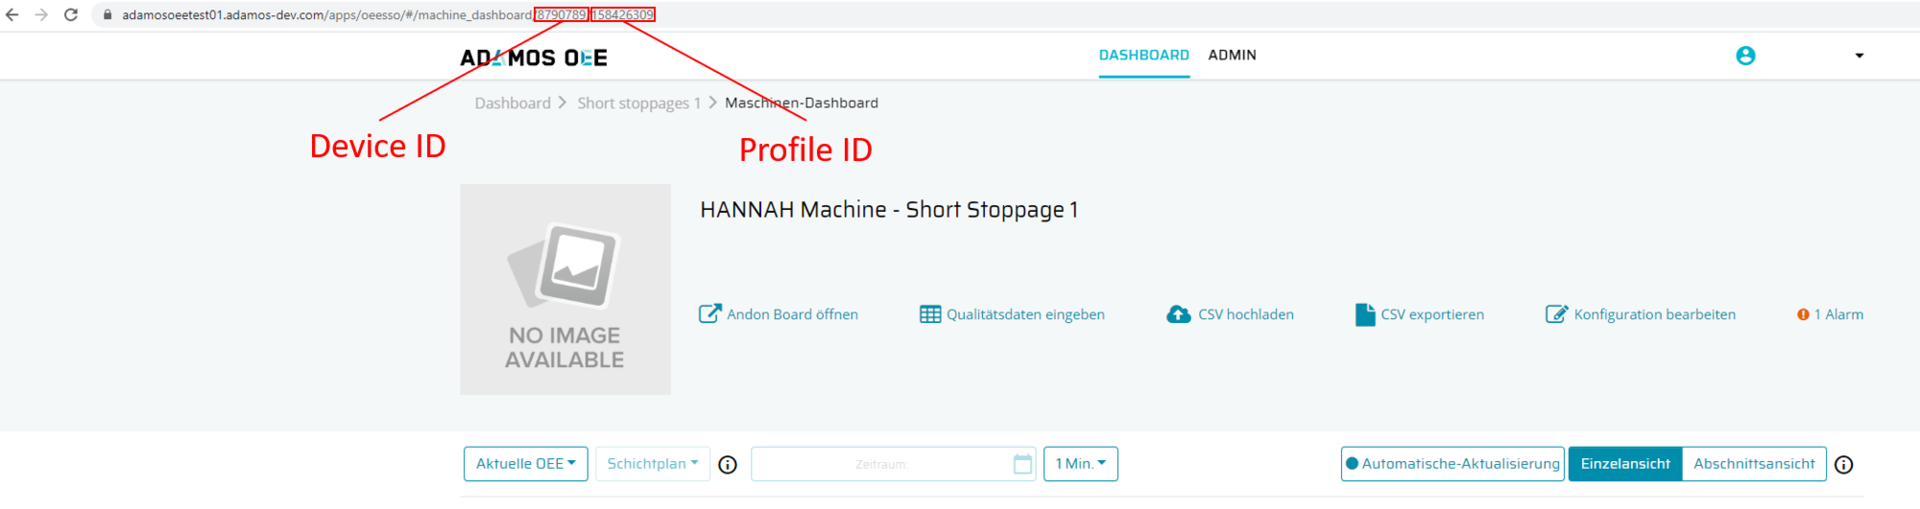 adamosoeetest01.adamos-dev.com/apps/oeesso/#/machine_dashboard/8790789/158426309
ADAMOS OEE
DASHBOARD ADMIN
Dashboard > Short stoppages 1 > Maschinen-Dashboard
Device ID
Profile ID
HANNAH Machine - Short Stoppage 1
NO IMAGE
AVAILABLE
Andon Board öffnen
Qualitätsdaten eingeben
CSV hochladen
CSV exportieren
Konfiguration bearbeiten
1 Alarm
Aktuelle OEE
Schichtplan
Zeitraum:
1 Min.
Automatische-Aktualisierung
Einzelansicht
Abschnittsansicht